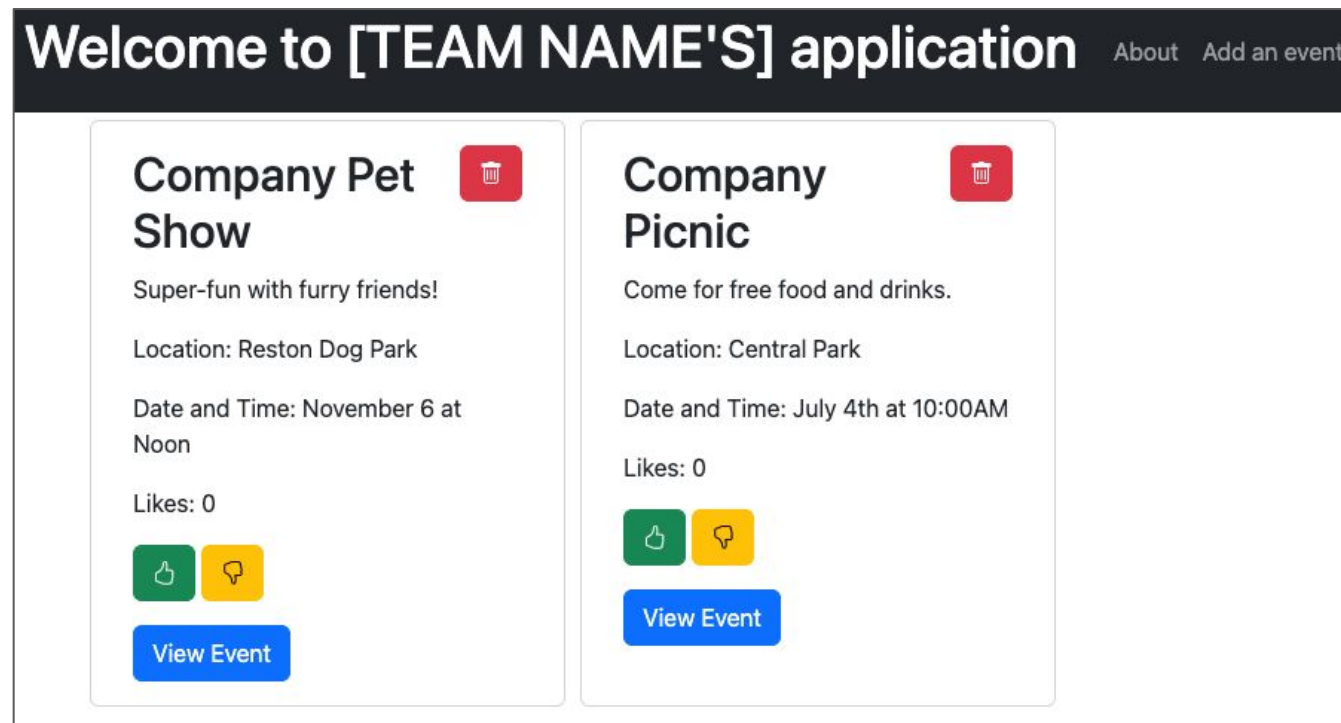 Welcome to [TEAM NAME'S] application
About Add an event
Company Pet
Show
Super-fun with furry friends!
Location: Reston Dog Park
Date and Time: November 6 at
Noon
Likes: 0
View Event
Company
Picnic
Come for free food and drinks.
Location: Central Park
Date and Time: July 4th at 10:00AM
Likes: 0
View Event